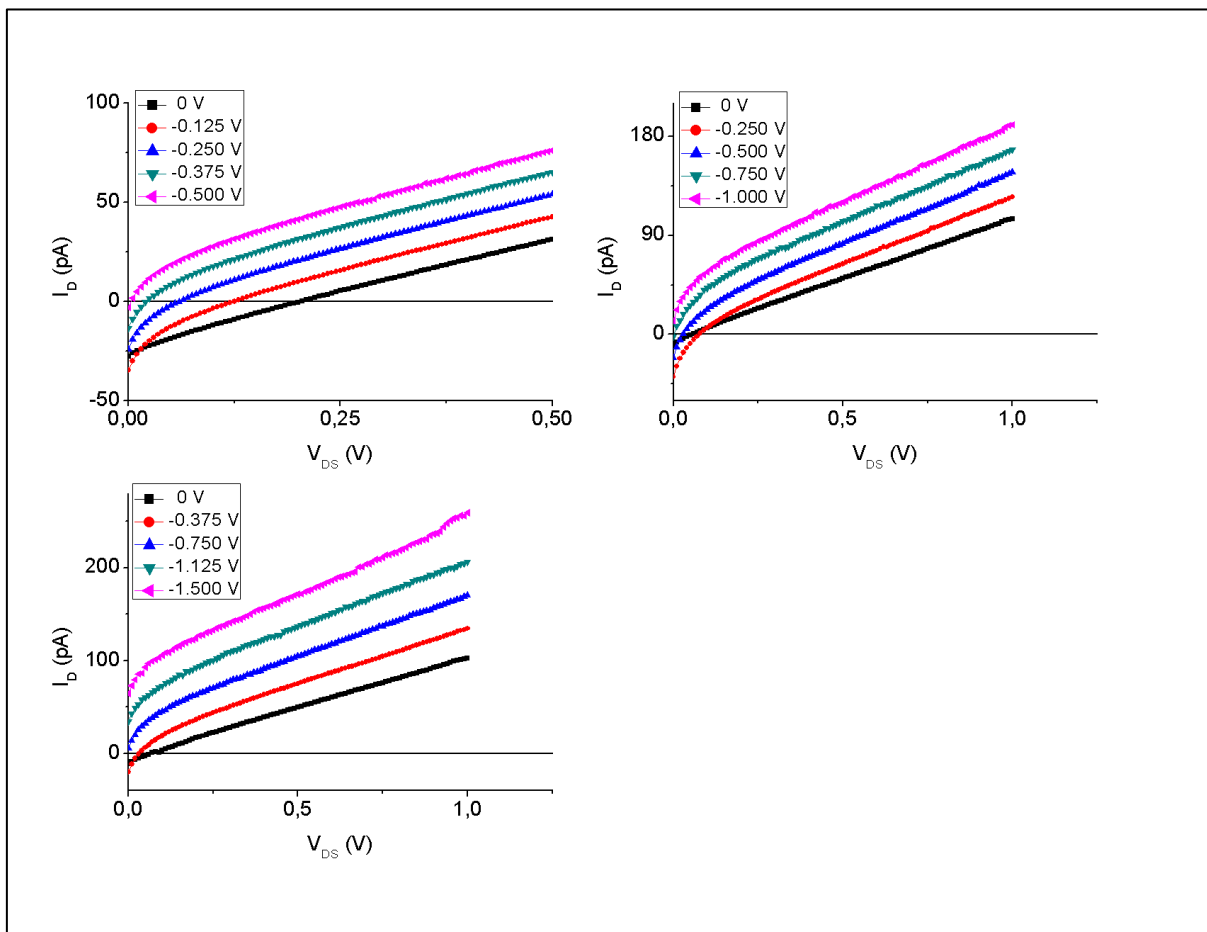 0 V
-0.125 V
-0.250 V
-0.375 V
-0.500 V
100
50
0
-50
I_D (pA)
0,00
0,25
0,50
V_DS (V)
0 V
-0.250 V
-0.500 V
-0.750 V
-1.000 V
180
90
0
I_D (pA)
0,0
0,5
1,0
V_DS (V)
0 V
-0.375 V
-0.750 V
-1.125 V
-1.500 V
200
100
0
I_D (pA)
0,0
0,5
1,0
V_DS (V)